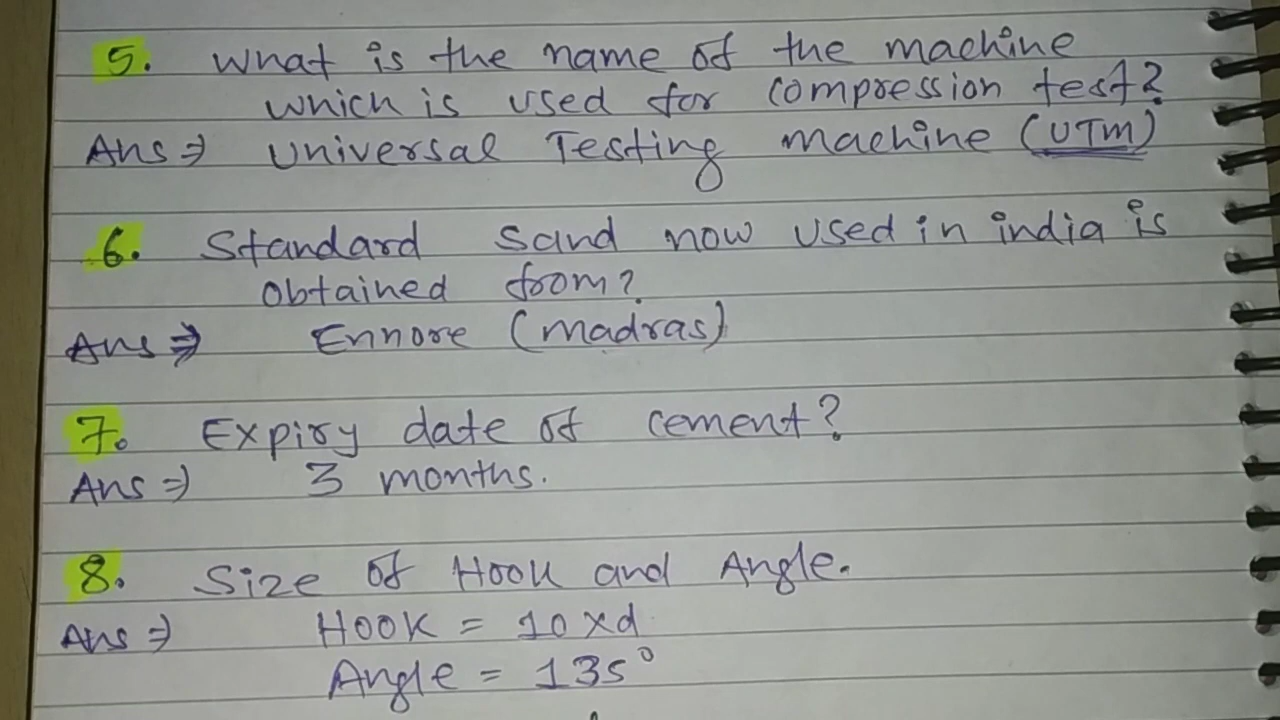 5. What is the name of the machine
which is used for compression test?
Ans ⇒ Universal Testing machine (UTM)
6. Standard sand now used in india is
obtained from?
Ans ⇒ Ennore (madras)
7. Expiry date of cement?
Ans ⇒ 3 months.
8. Size of Hook and Angle.
Ans ⇒ HOOK = 10xd
Angle = 135°